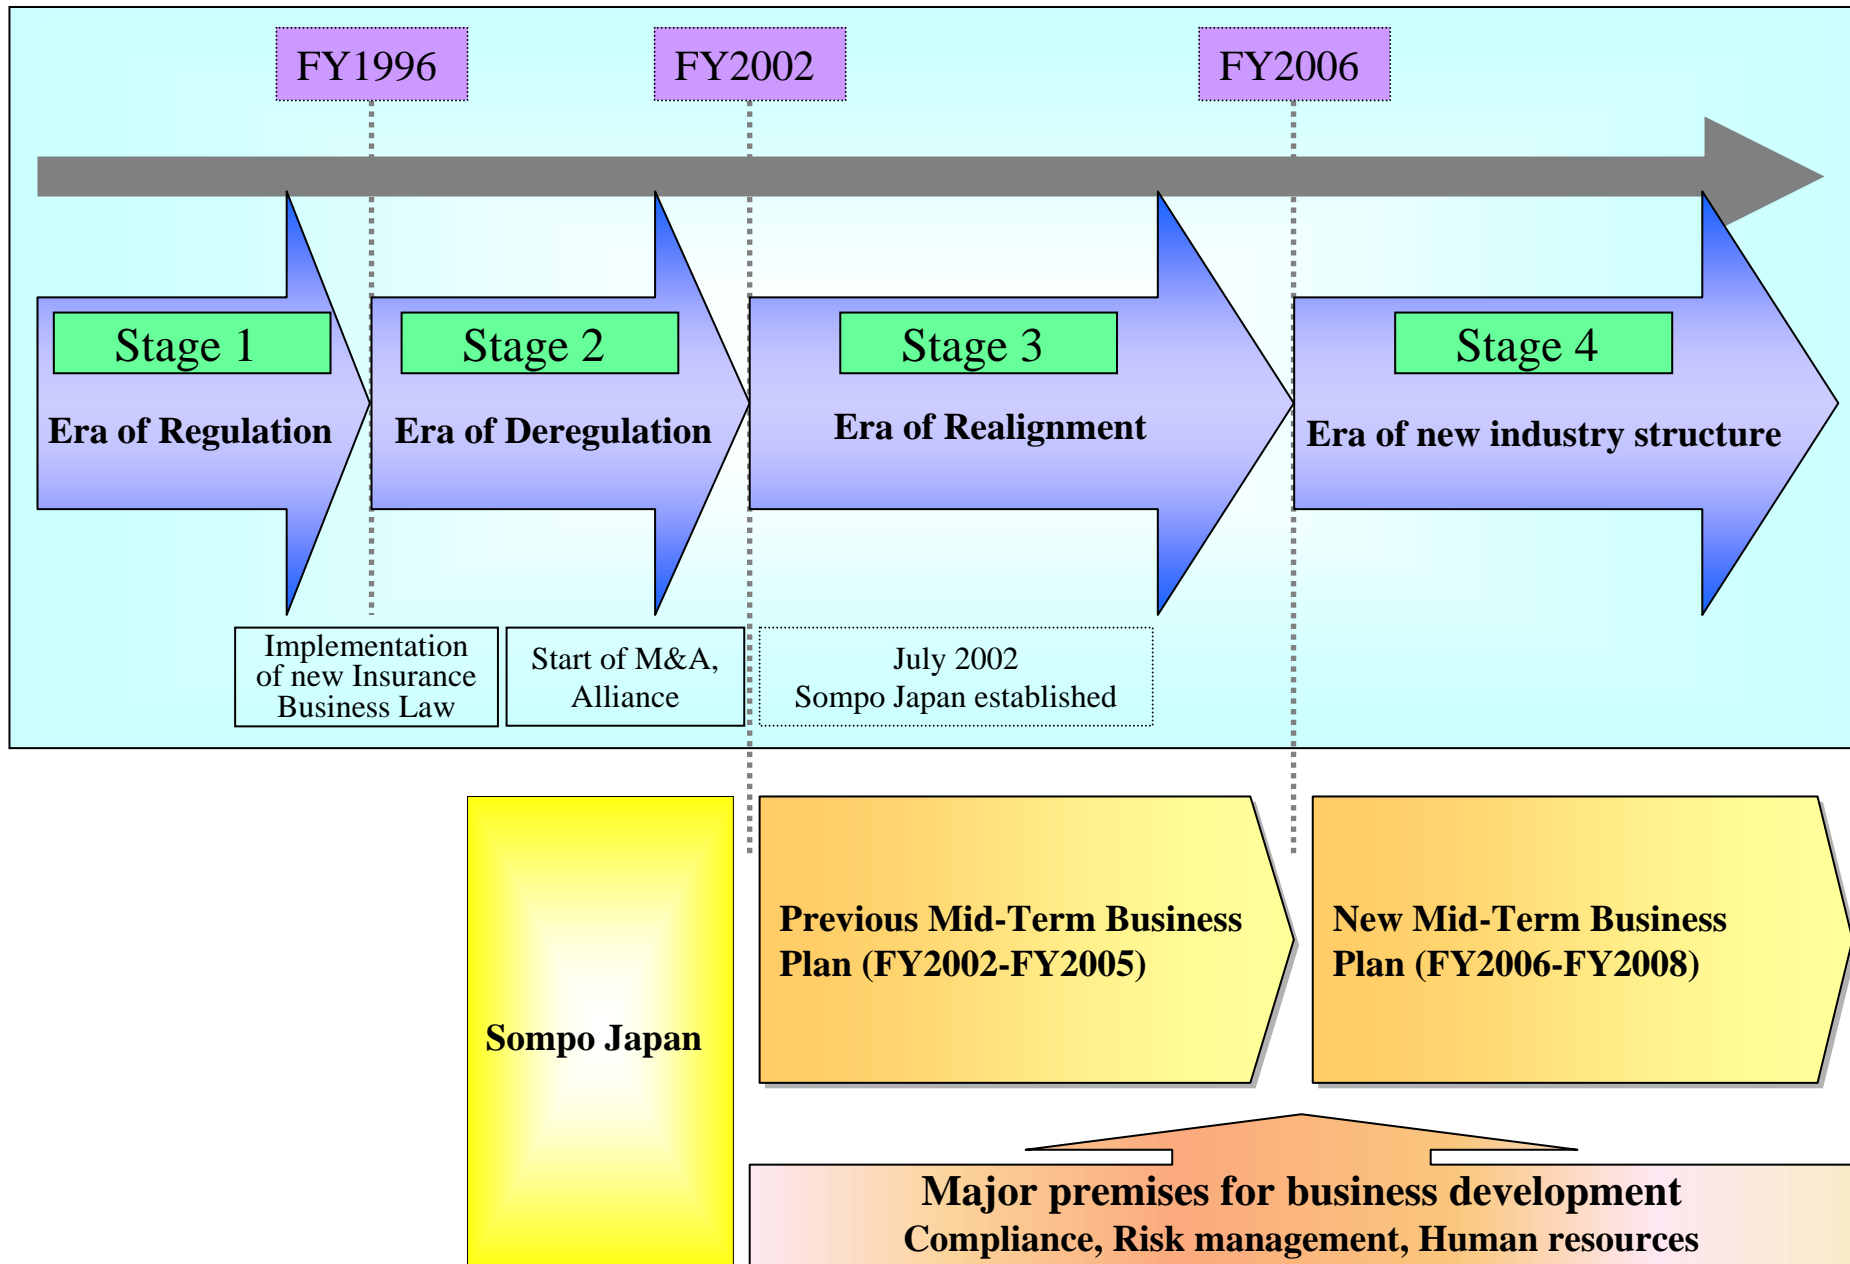 FY1996
FY2002
FY2006
Stage 1
Stage 2
Stage 3
Stage 4
Era of Regulation
Era of Deregulation
Era of Realignment
Era of new industry structure
Implementation
of new Insurance
Business Law
Start of M&A,
Alliance
July 2002
Sompo Japan established
Sompo Japan
Previous Mid-Term Business
Plan (FY2002-FY2005)
New Mid-Term Business
Plan (FY2006-FY2008)
Major premises for business development
Compliance, Risk management, Human resources